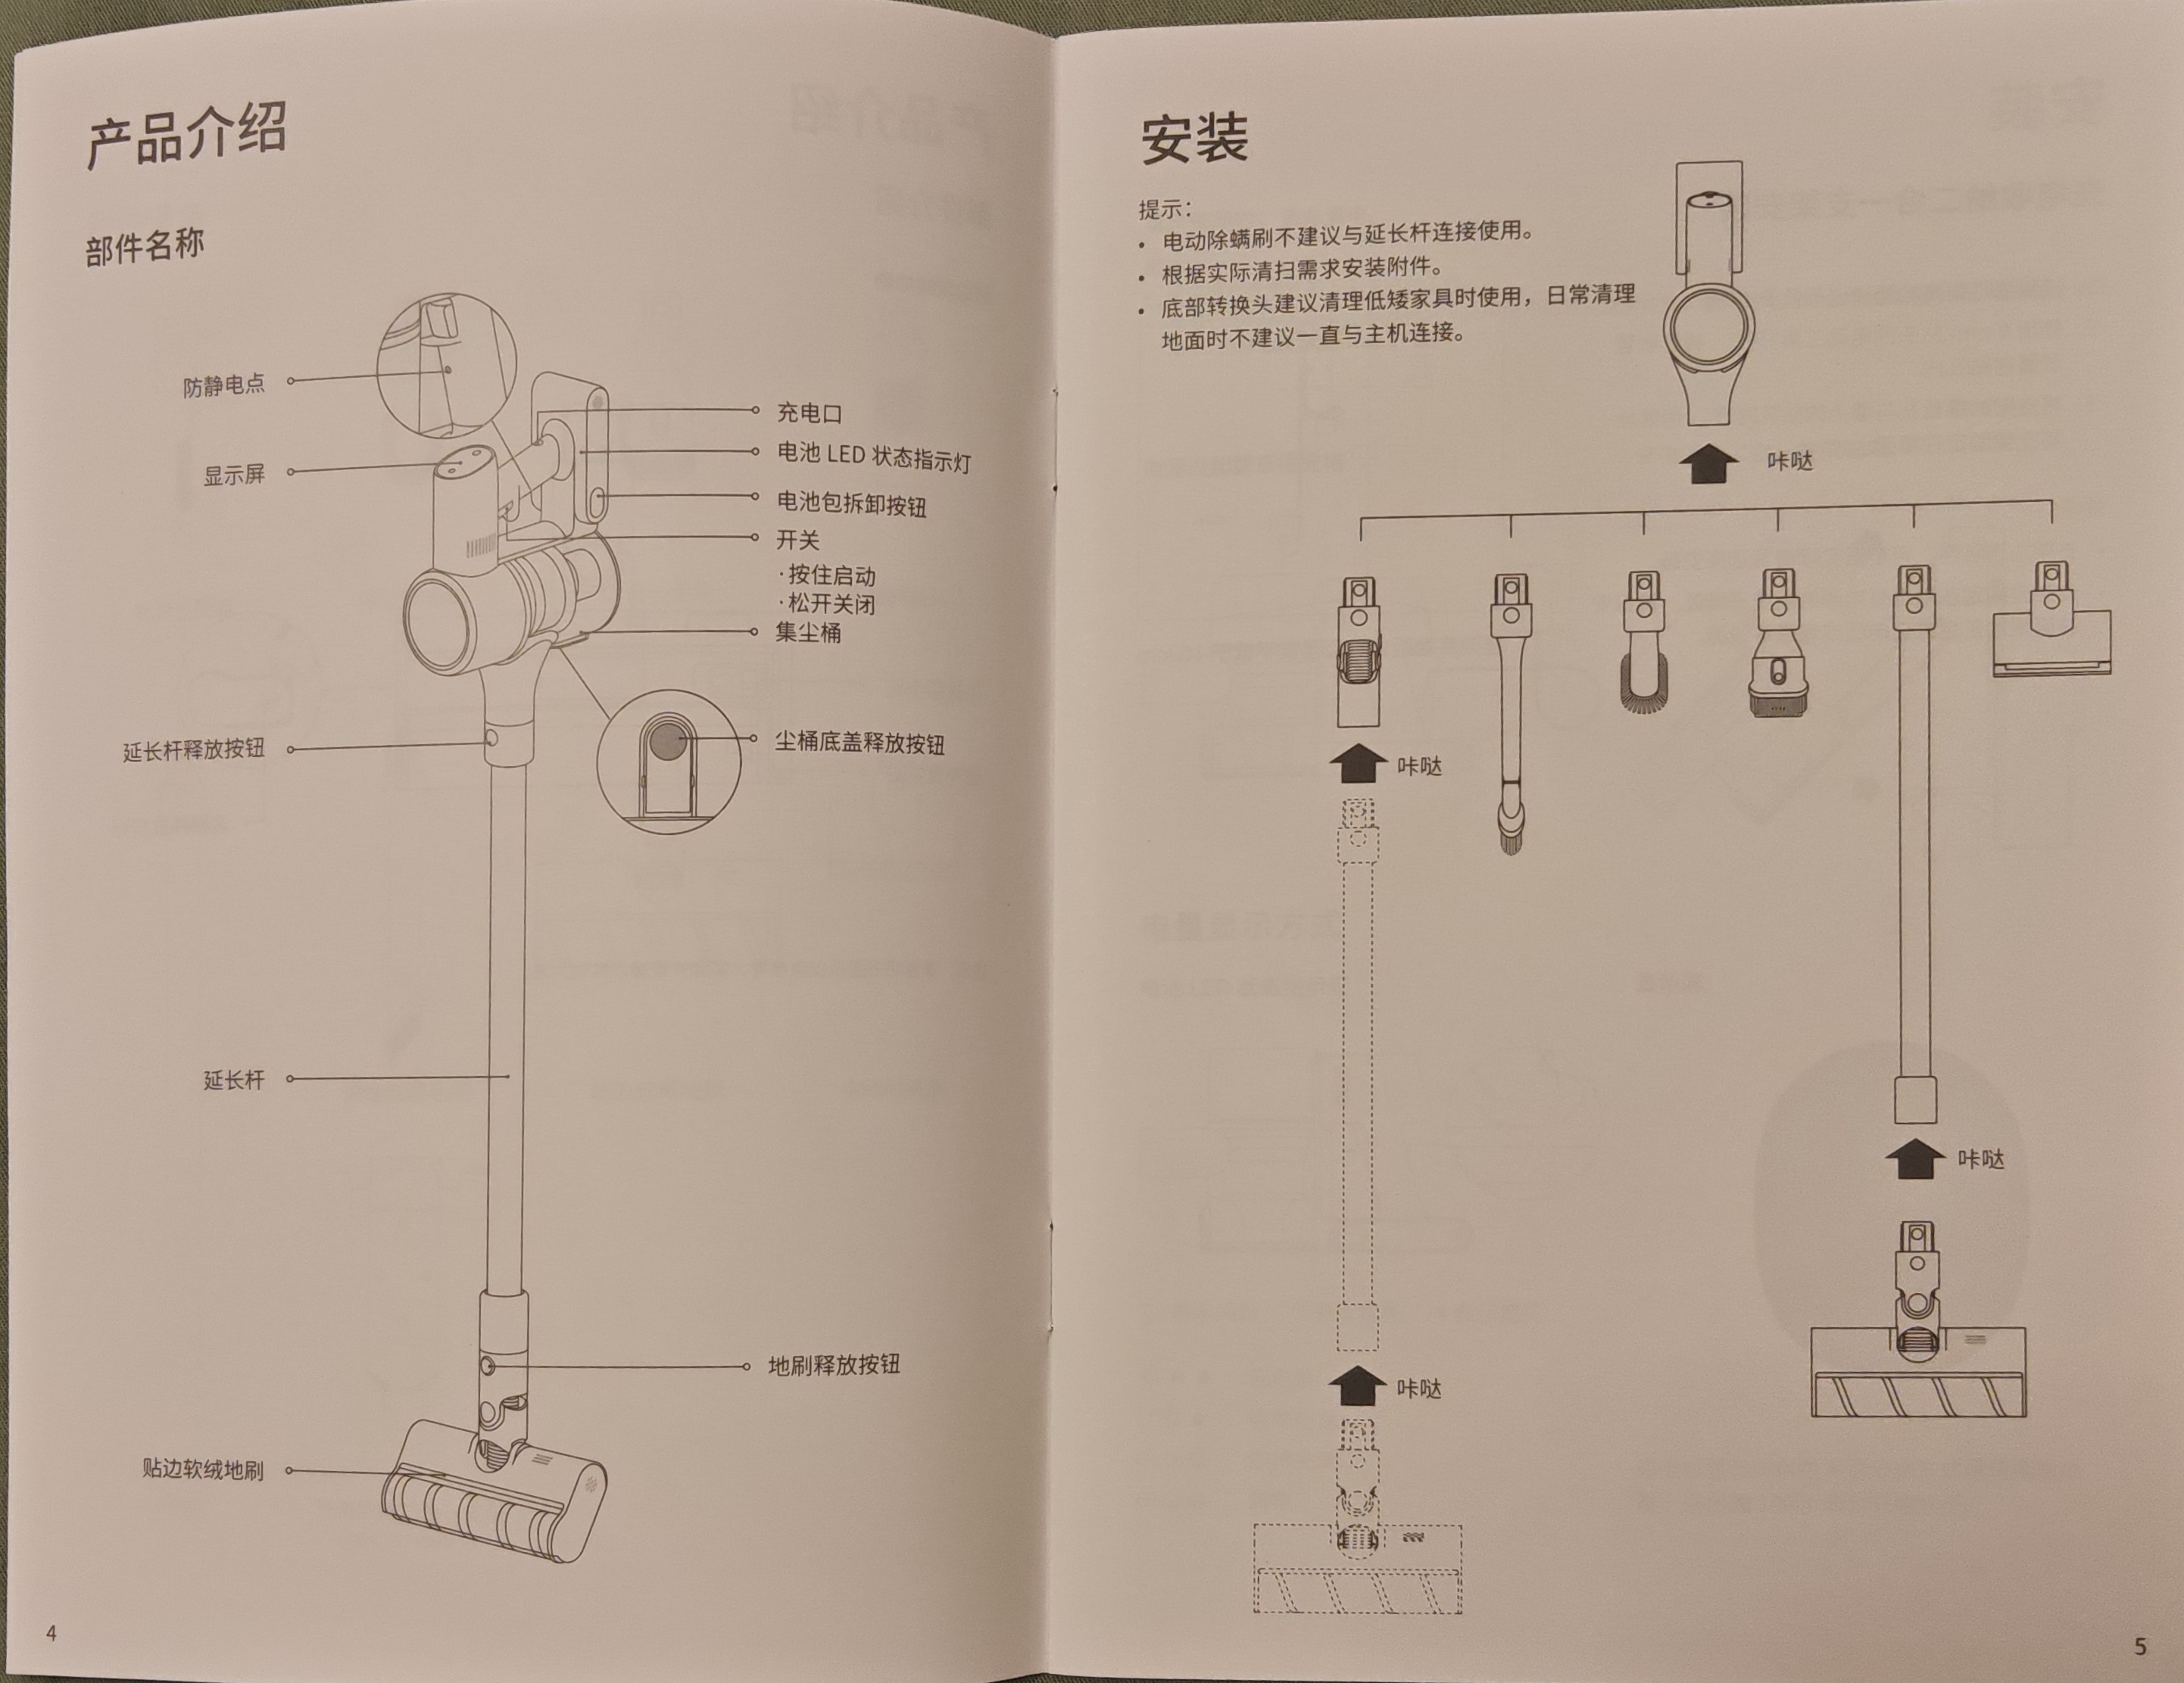 产品介绍
部件名称
防静电点
显示屏
延长杆释放按钮
延长杆
贴边软绒地刷
充电口
电池 LED 状态指示灯
电池包拆卸按钮
开关
·按住启动
·松开关闭
集尘桶
尘桶底盖释放按钮
地刷释放按钮
4
安装
提示：
• 电动除螨刷不建议与延长杆连接使用。
• 根据实际清扫需求安装附件。
• 底部转换头建议清理低矮家具时使用，日常清理
地面时不建议一直与主机连接。
咔哒
咔哒
咔哒
咔哒
5